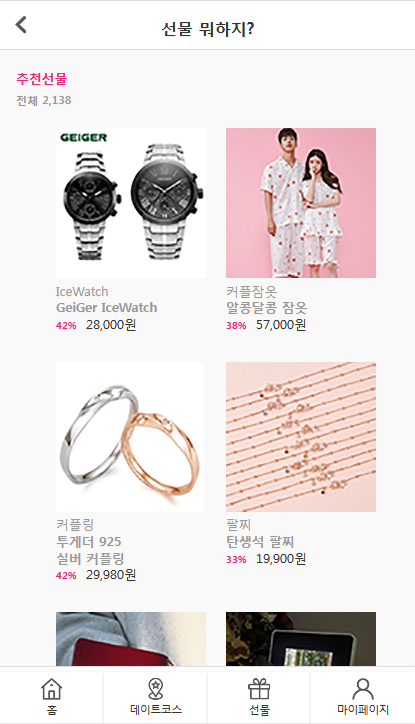 선물 뭐하지?
추천선물
전체 2,138
GEIGER
IceWatch
GeiGer IceWatch
42% 28,000원
커플잠옷
알콩달콩 잠옷
38% 57,000원
커플링
투게더 925
실버 커플링
42% 29,980원
팔찌
탄생석 팔찌
33% 19,900원
홈
데이트코스
선물
마이페이지